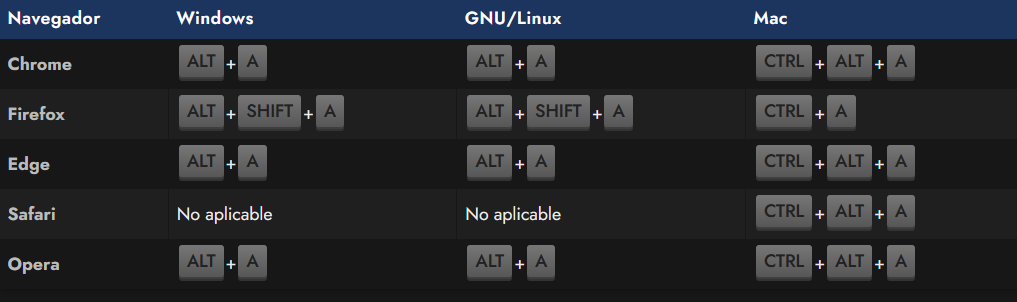 Navegador Windows GNU/Linux Mac
Chrome ALT + A ALT + A CTRL + ALT + A
Firefox ALT + SHIFT + A ALT + SHIFT + A CTRL + A
Edge ALT + A ALT + A CTRL + ALT + A
Safari No aplicable No aplicable CTRL + ALT + A
Opera ALT + A ALT + A CTRL + ALT + A